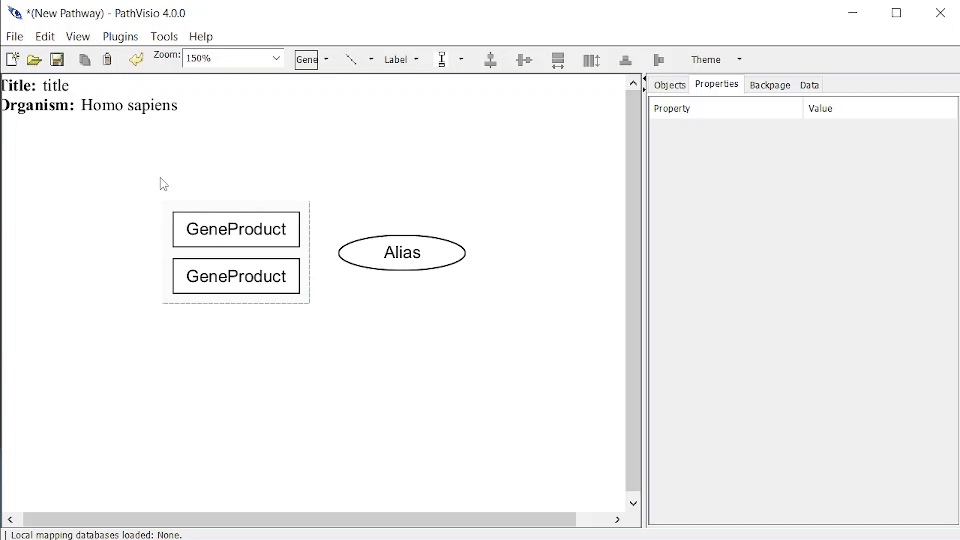 *(New Pathway) - PathVisio 4.0.0
File Edit View Plugins Tools Help
Zoom: 150% Gene Label Theme
Title: title
Organism: Homo sapiens
Objects Properties Backpage Data
Property Value
GeneProduct
Alias
GeneProduct
Local mapping databases loaded: None.